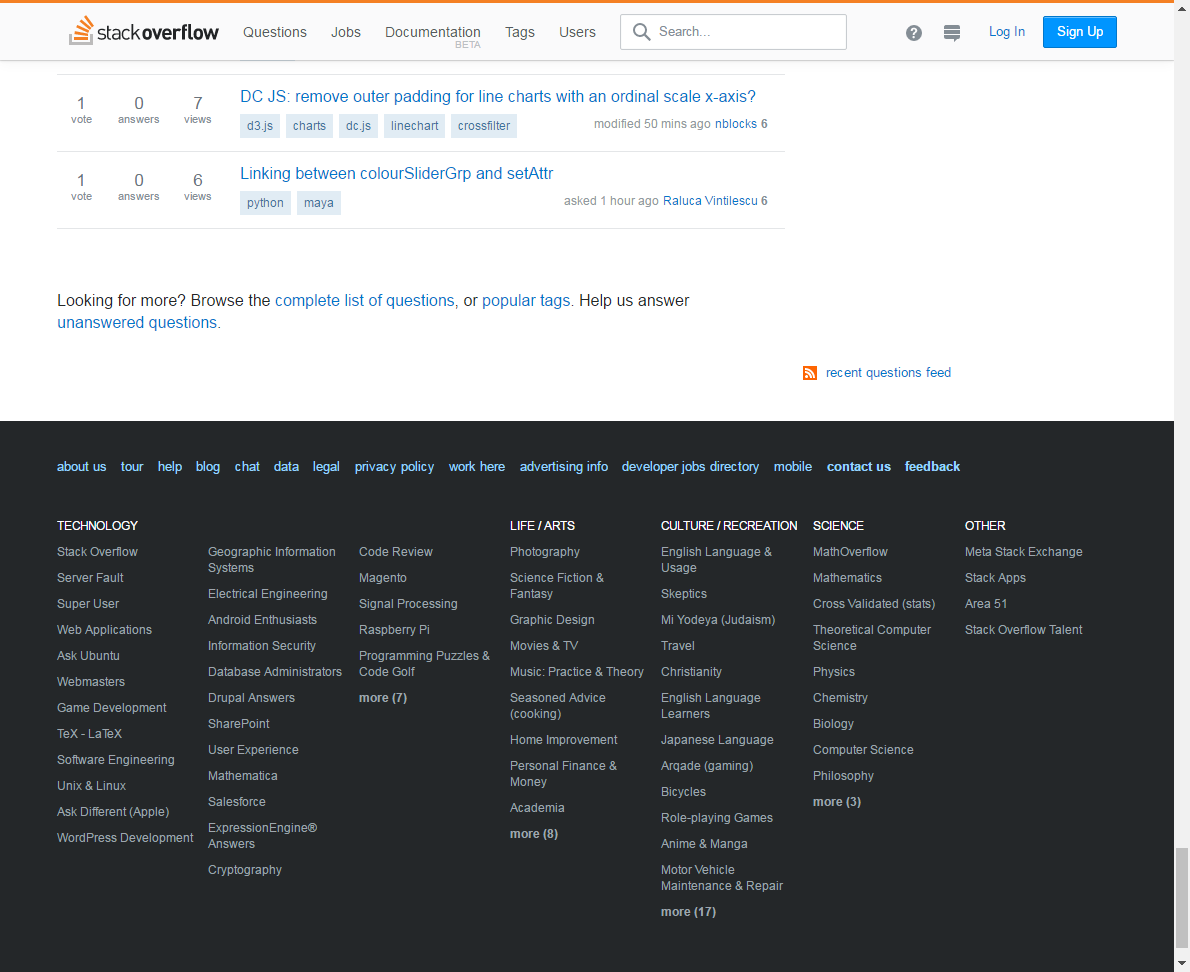 stackoverflow Questions Jobs Documentation BETA Tags Users Search... ? Log In Sign Up
1 vote 0 answers 7 views
DC JS: remove outer padding for line charts with an ordinal scale x-axis?
d3.js charts dc.js linechart crossfilter
modified 50 mins ago nblocks 6
1 vote 0 answers 6 views
Linking between colourSliderGrp and setAttr
python maya
asked 1 hour ago Raluca Vintilescu 6
Looking for more? Browse the complete list of questions, or popular tags. Help us answer
unanswered questions.
recent questions feed
about us tour help blog chat data legal privacy policy work here advertising info developer jobs directory mobile contact us feedback
TECHNOLOGY
Stack Overflow
Server Fault
Super User
Web Applications
Ask Ubuntu
Webmasters
Game Development
TeX - LaTeX
Software Engineering
Unix & Linux
Ask Different (Apple)
WordPress Development
Geographic Information
Systems
Electrical Engineering
Android Enthusiasts
Information Security
Database Administrators
Drupal Answers
SharePoint
User Experience
Mathematica
Salesforce
ExpressionEngine®
Answers
Cryptography
Code Review
Magento
Signal Processing
Raspberry Pi
Programming Puzzles &
Code Golf
more (7)
LIFE / ARTS
Photography
Science Fiction &
Fantasy
Graphic Design
Movies & TV
Music: Practice & Theory
Seasoned Advice
(cooking)
Home Improvement
Personal Finance &
Money
Academia
more (8)
CULTURE / RECREATION
English Language &
Usage
Skeptics
Mi Yodeya (Judaism)
Travel
Christianity
English Language
Learners
Japanese Language
Arqade (gaming)
Bicycles
Role-playing Games
Anime & Manga
Motor Vehicle
Maintenance & Repair
more (17)
SCIENCE
MathOverflow
Mathematics
Cross Validated (stats)
Theoretical Computer
Science
Physics
Chemistry
Biology
Computer Science
Philosophy
more (3)
OTHER
Meta Stack Exchange
Stack Apps
Area 51
Stack Overflow Talent